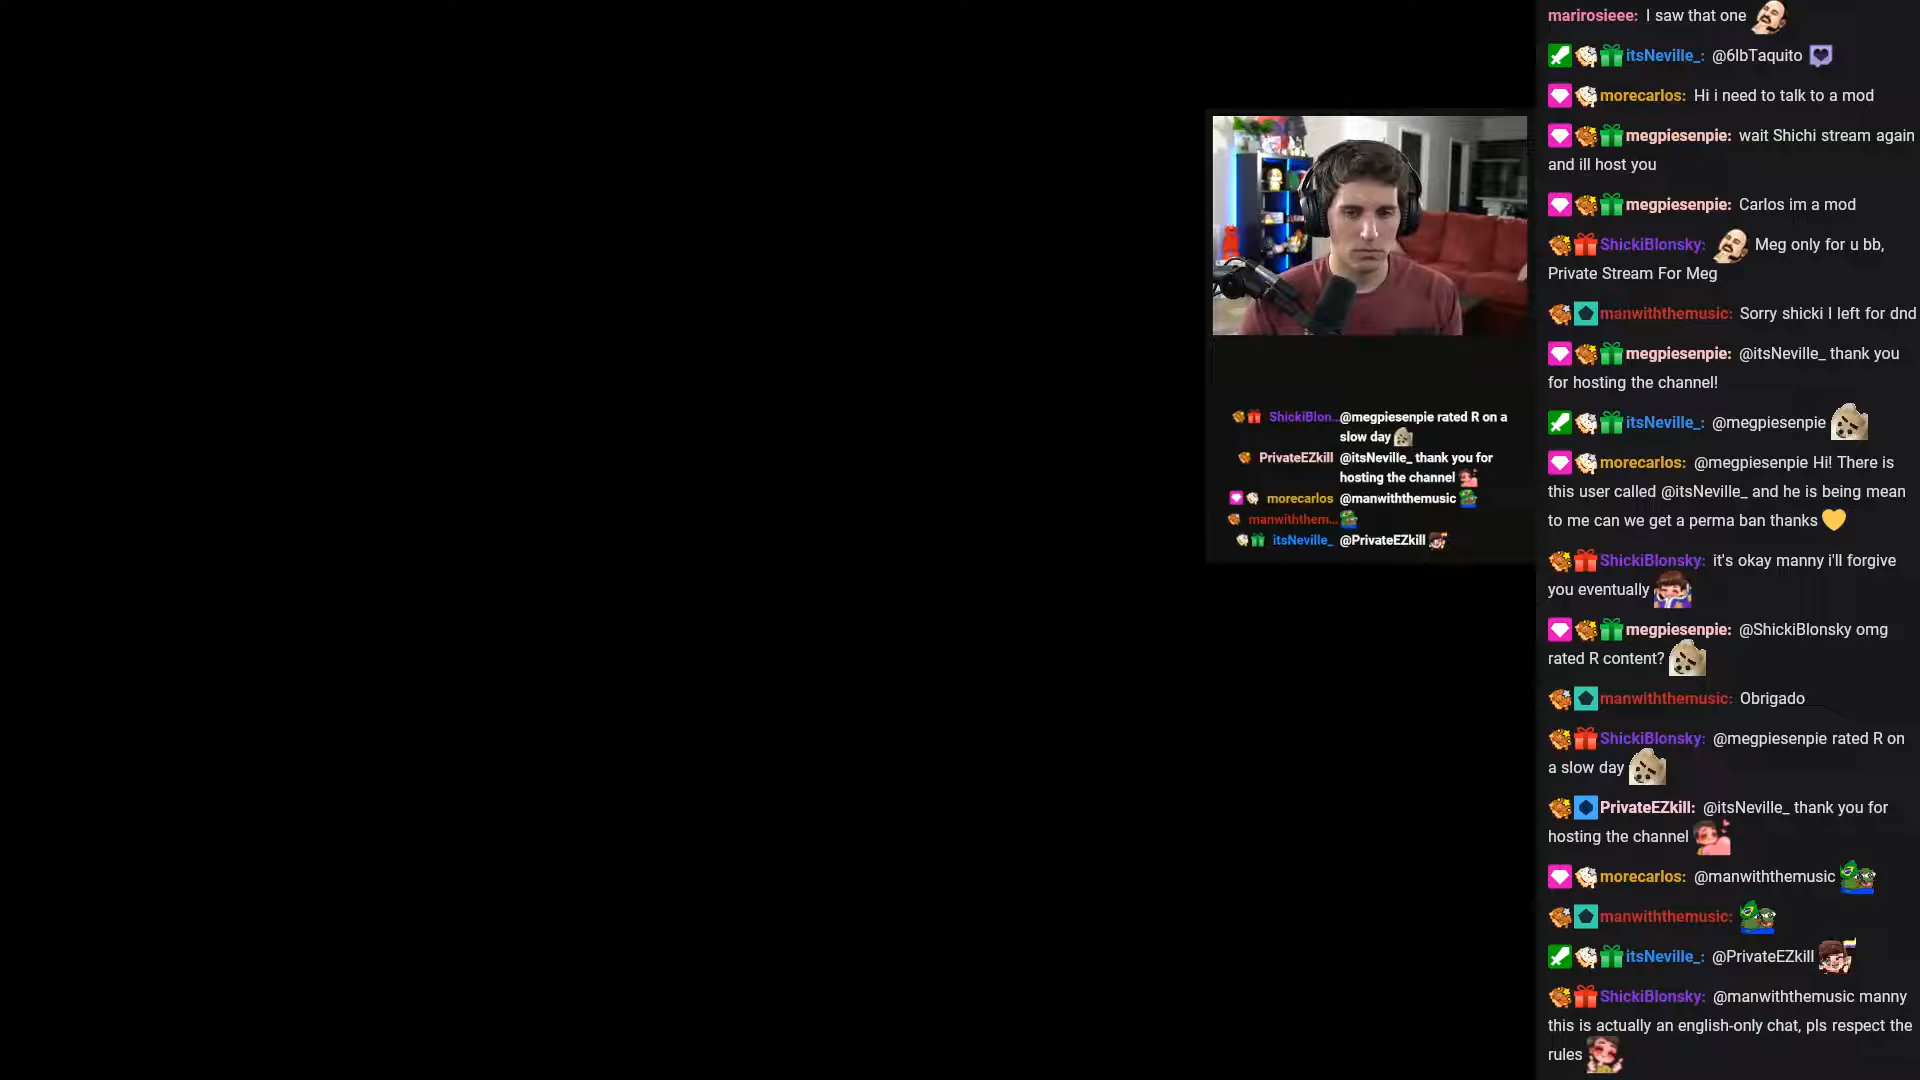 ShickiBlon... @megpiesenpie rated R on a
slow day
PrivateEZkill @itsNeville_ thank you for
hosting the channel
morecarlos @manwiththemusic
manwiththem...
itsNeville_ @PrivateEZkill
marirosieee: I saw that one
itsNeville_: @6lbTaquito
morecarlos: Hi i need to talk to a mod
megpiesenpie: wait Shichi stream again
and ill host you
megpiesenpie: Carlos im a mod
ShickiBlonsky: Meg only for u bb,
Private Stream For Meg
manwiththemusic: Sorry shicki I left for dnd
megpiesenpie: @itsNeville_ thank you
for hosting the channel!
itsNeville_: @megpiesenpie
morecarlos: @megpiesenpie Hi! There is
this user called @itsNeville_ and he is being mean
to me can we get a perma ban thanks
ShickiBlonsky: it's okay manny i'll forgive
you eventually
megpiesenpie: @ShickiBlonsky omg
rated R content?
manwiththemusic: Obrigado
ShickiBlonsky: @megpiesenpie rated R on
a slow day
PrivateEZkill: @itsNeville_ thank you for
hosting the channel
morecarlos: @manwiththemusic
manwiththemusic:
itsNeville_: @PrivateEZkill
ShickiBlonsky: @manwiththemusic manny
this is actually an english-only chat, pls respect the
rules